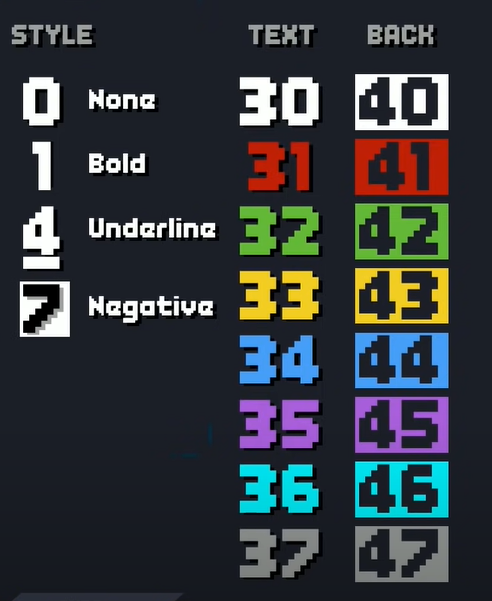 STYLE TEXT BACK
0 None 30 40
1 Bold 31 41
4 Underline 32 42
7 Negative 33 43
34 44
35 45
36 46
37 47